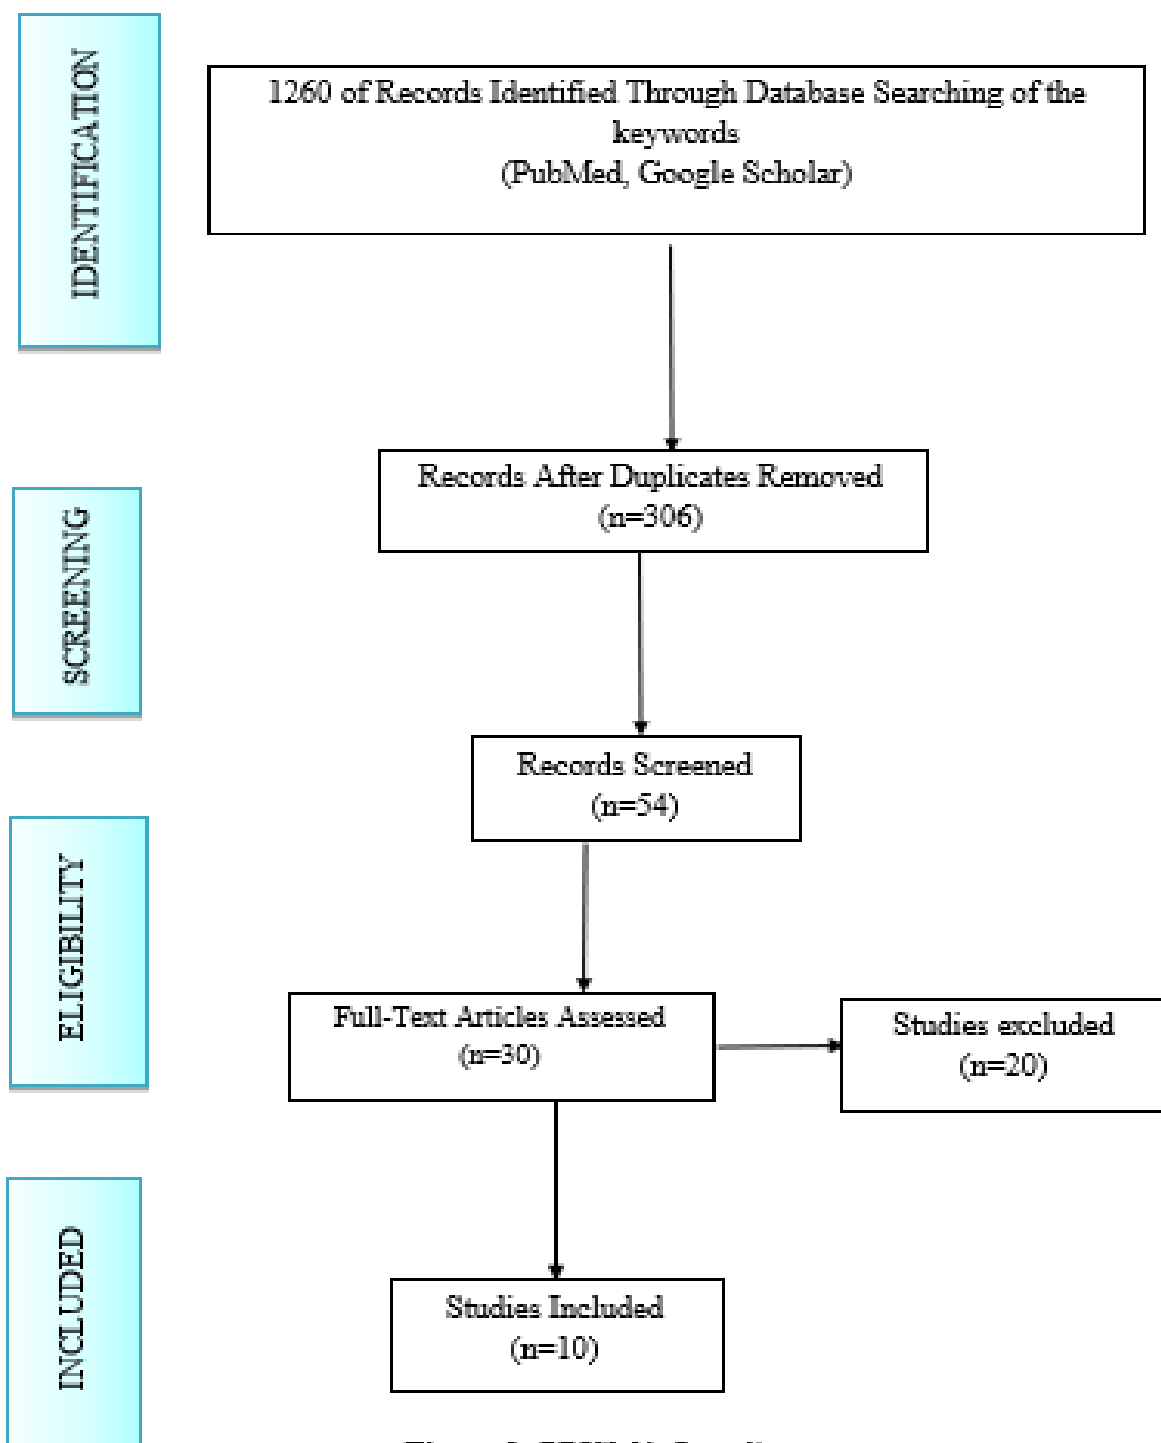 IDENTIFICATION
1260 of Records Identified Through Database Searching of the
keywords
(PubMed, Google Scholar)
SCREENING
Records After Duplicates Removed
(n=306)
Records Screened
(n=54)
ELIGIBILITY
Full-Text Articles Assessed
(n=30)
Studies excluded
(n=20)
INCLUDED
Studies Included
(n=10)